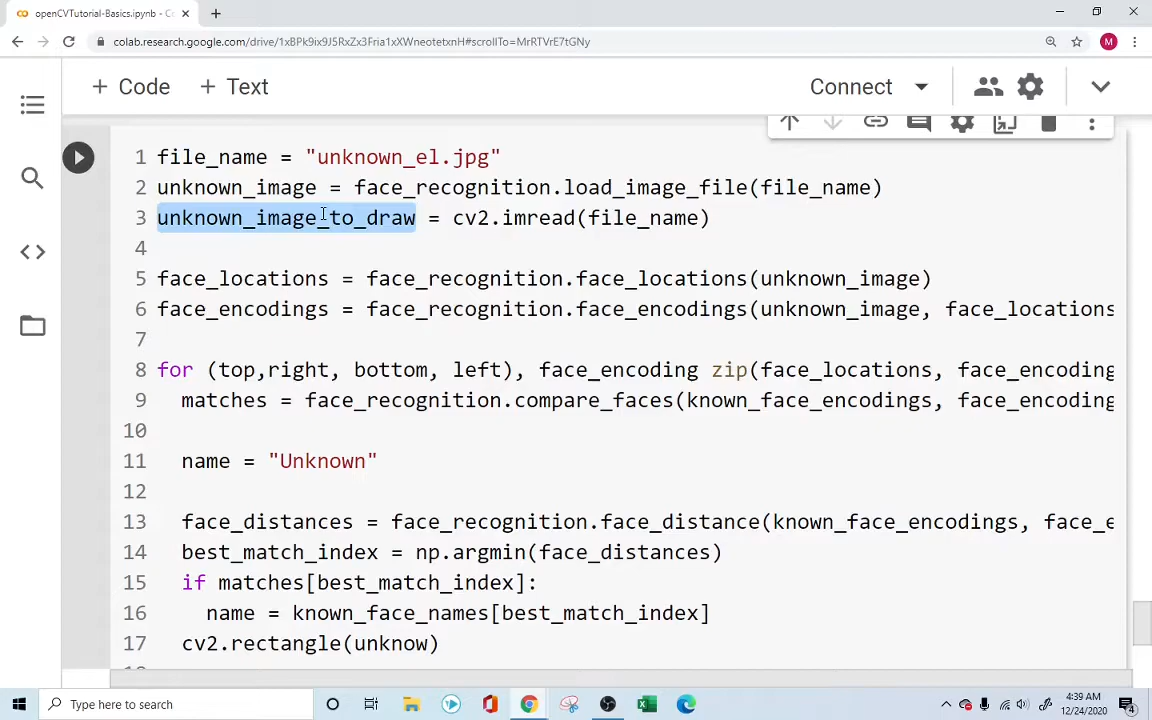 openCVTutorial-Basics.ipynb - Co
colab.research.google.com/drive/1xBPk9ix9J5RxZx3Fria1xXWneotetxnH#scrollTo=MrRTVrE7tGNy
M
+ Code + Text
Connect
1 file_name = "unknown_el.jpg"
2 unknown_image = face_recognition.load_image_file(file_name)
3 unknown_image_to_draw = cv2.imread(file_name)
4
5 face_locations = face_recognition.face_locations(unknown_image)
6 face_encodings = face_recognition.face_encodings(unknown_image, face_locations
7
8 for (top,right, bottom, left), face_encoding zip(face_locations, face_encoding
9 matches = face_recognition.compare_faces(known_face_encodings, face_encoding
10
11 name = "Unknown"
12
13 face_distances = face_recognition.face_distance(known_face_encodings, face_e
14 best_match_index = np.argmin(face_distances)
15 if matches[best_match_index]:
16 name = known_face_names[best_match_index]
17 cv2.rectangle(unknow)
Type here to search
4:39 AM
12/24/2020
4